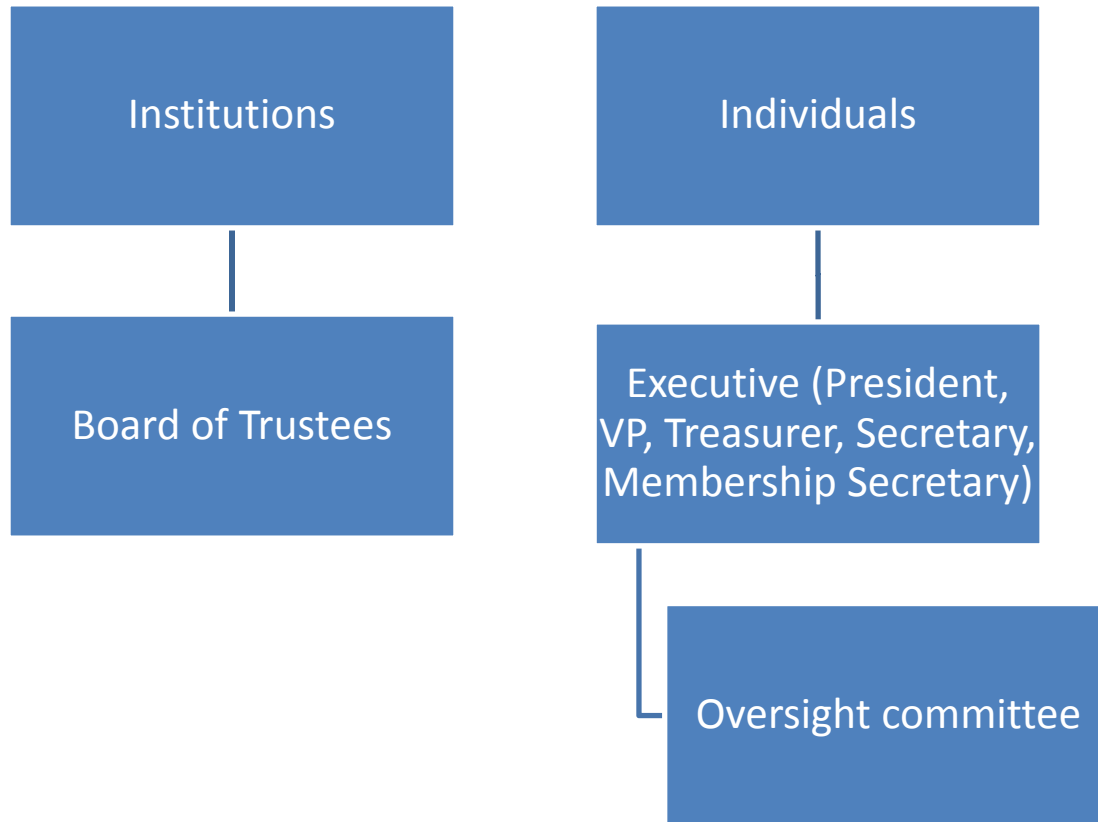 Institutions
Individuals
Board of Trustees
Executive (President,
VP, Treasurer, Secretary,
Membership Secretary)
Oversight committee